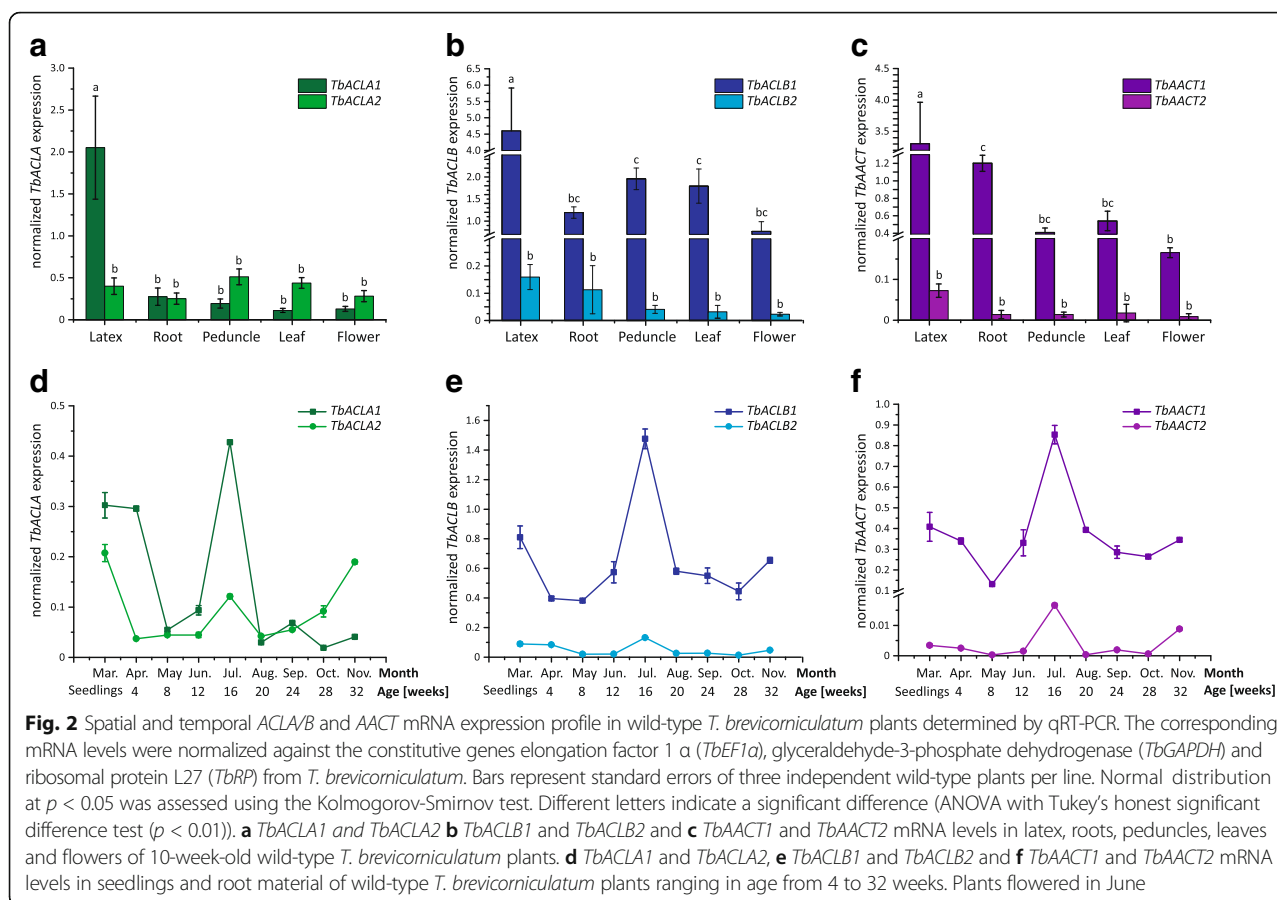 a
b
c
normalized TbACLA expression
3.0
2.5
2.0
1.5
1.0
0.5
0
a
b
b
b
b
b
b
b
b
b
TbACLA1
TbACLA2
Latex Root Peduncle Leaf Flower
normalized TbACLB expression
6.5
6.0
5.5
5.0
4.5
4.0
2.0
1.5
1.0
0.2
0.1
0
a
b
bc
b
c
b
c
b
bc
b
TbACLB1
TbACLB2
Latex Root Peduncle Leaf Flower
normalized TbAACT expression
4.5
4.0
3.5
1.2
1.0
0.8
0.6
0.4
0.1
0
a
b
c
b
bc
b
bc
b
b
b
TbAACT1
TbAACT2
Latex Root Peduncle Leaf Flower
d
e
f
normalized TbACLA expression
0.5
0.4
0.3
0.2
0.1
0
TbACLA1
TbACLA2
Mar. Apr. May Jun. Jul. Aug. Sep. Oct. Nov. Month
Seedlings 4 8 12 16 20 24 28 32 Age [weeks]
normalized TbACLB expression
1.6
1.4
1.2
1.0
0.8
0.6
0.4
0.2
0
TbACLB1
TbACLB2
Mar. Apr. May Jun. Jul. Aug. Sep. Oct. Nov. Month
Seedlings 4 8 12 16 20 24 28 32 Age [weeks]
normalized TbAACT expression
1.0
0.9
0.8
0.7
0.6
0.5
0.4
0.3
0.2
0.1
0.01
0
TbAACT1
TbAACT2
Mar. Apr. May Jun. Jul. Aug. Sep. Oct. Nov. Month
Seedlings 4 8 12 16 20 24 28 32 Age [weeks]
Fig. 2 Spatial and temporal ACLA/B and AACT mRNA expression profile in wild-type T. brevicorniculatum plants determined by qRT-PCR. The corresponding
mRNA levels were normalized against the constitutive genes elongation factor 1 α (TbEF1α), glyceraldehyde-3-phosphate dehydrogenase (TbGAPDH) and
ribosomal protein L27 (TbRP) from T. brevicorniculatum. Bars represent standard errors of three independent wild-type plants per line. Normal distribution
at p < 0.05 was assessed using the Kolmogorov-Smirnov test. Different letters indicate a significant difference (ANOVA with Tukey's honest significant
difference test (p < 0.01)). a TbACLA1 and TbACLA2 b TbACLB1 and TbACLB2 and c TbAACT1 and TbAACT2 mRNA levels in latex, roots, peduncles, leaves
and flowers of 10-week-old wild-type T. brevicorniculatum plants. d TbACLA1 and TbACLA2, e TbACLB1 and TbACLB2 and f TbAACT1 and TbAACT2 mRNA
levels in seedlings and root material of wild-type T. brevicorniculatum plants ranging in age from 4 to 32 weeks. Plants flowered in June